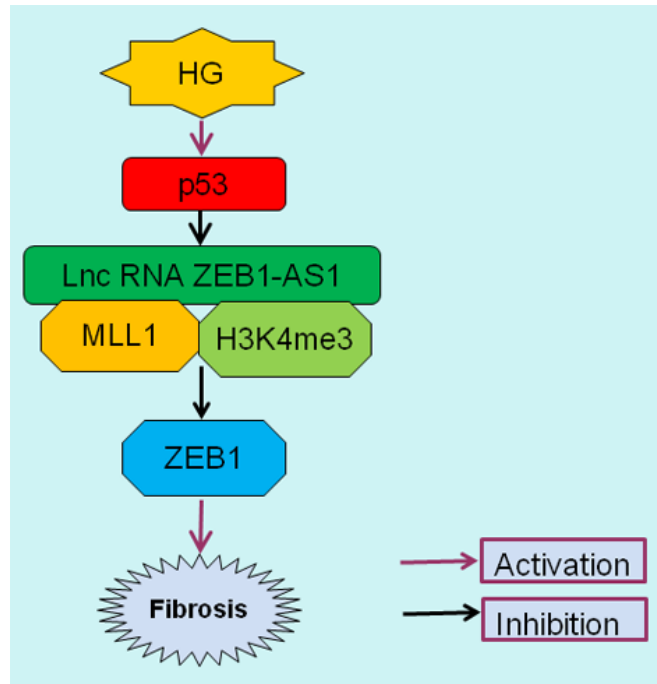 HG
p53
Lnc RNA ZEB1-AS1
MLL1
H3K4me3
ZEB1
Fibrosis
Activation
Inhibition